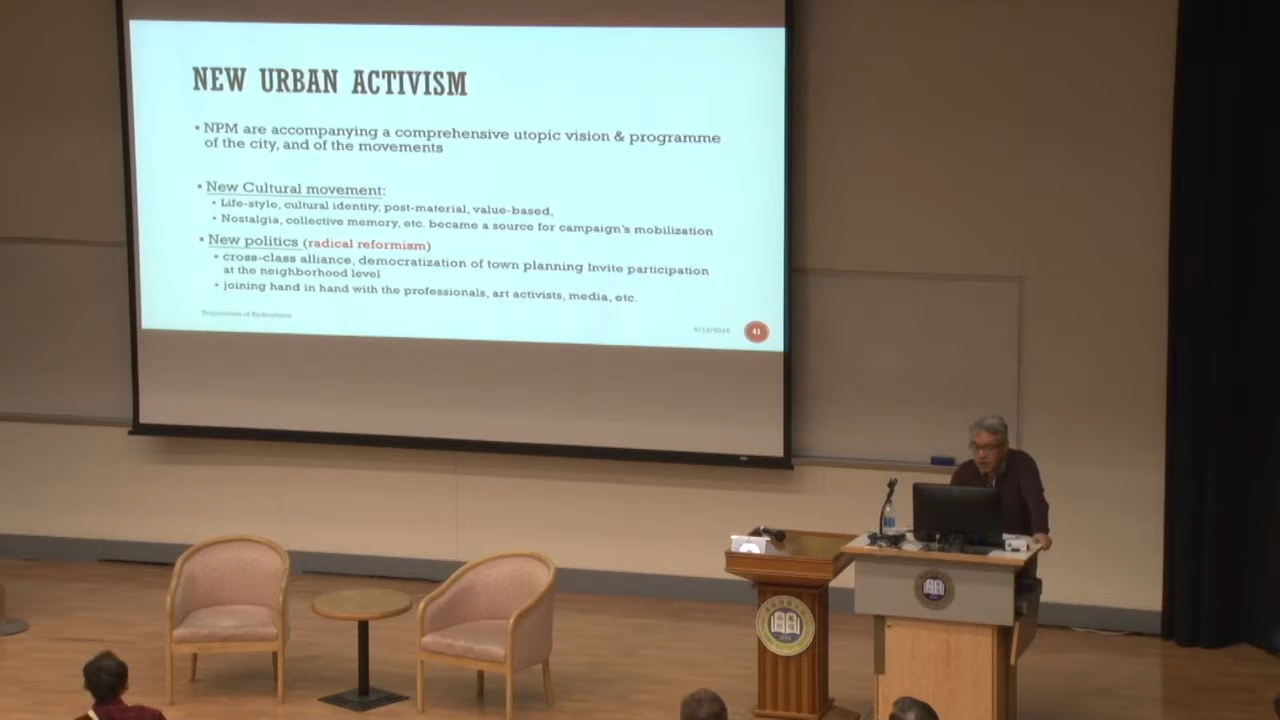 NEW URBAN ACTIVISM
▪ NPM are accompanying a comprehensive utopic vision & programme
of the city, and of the movements
▪ New Cultural movement:
▪ Life-style, cultural identity, post-material, value-based,
▪ Nostalgia, collective memory, etc. became a source for campaign's mobilization
▪ New politics (radical reformism)
▪ cross-class alliance, democratization of town planning Invite participation
at the neighborhood level
▪ joining hand in hand with the professionals, art activists, media, etc.